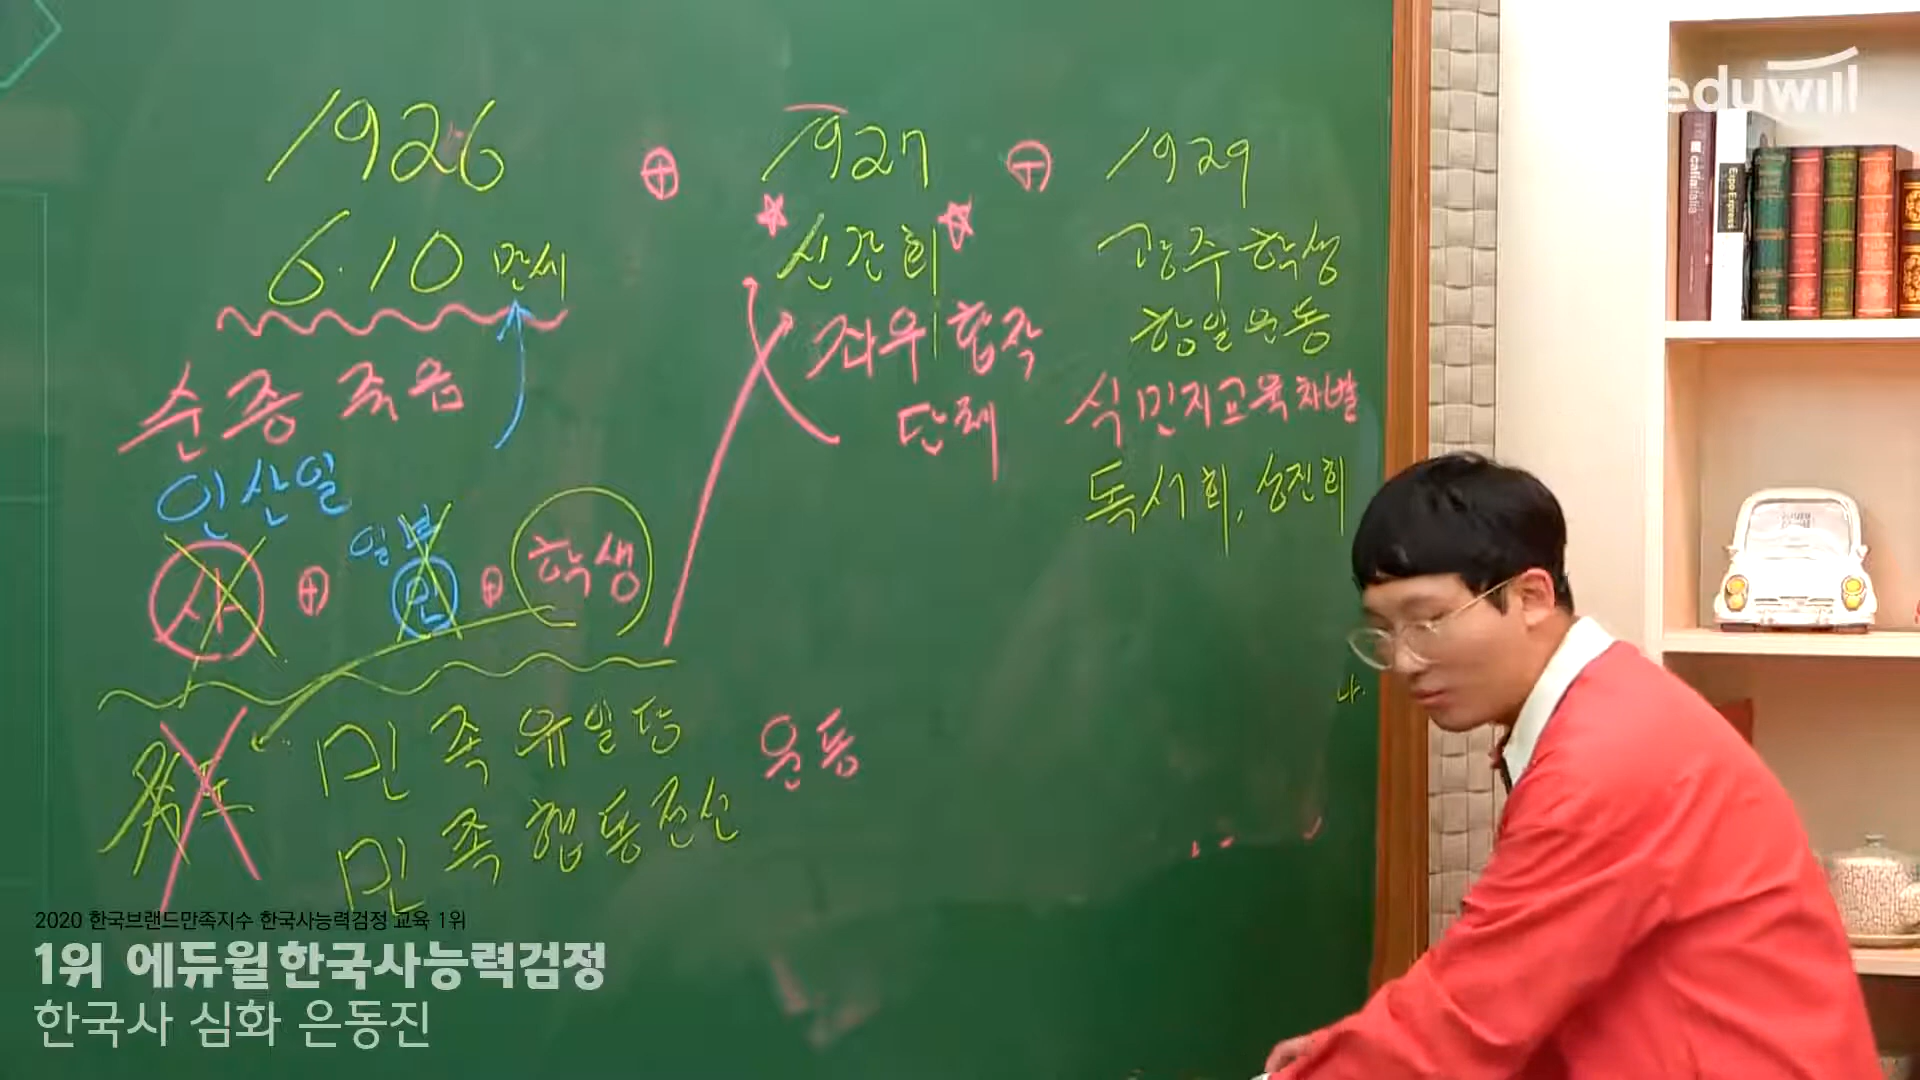 1926
6.10 만세
순종 죽음
인산일
사 ⊕ 일부 민 ⊕ 학생
민족유일당 운동
민족협동전선
⊕
1927
☆ 신간회 ☆
좌우합작
단체
⊕
1929
광주학생
항일운동
식민지교육차별
독서회, 성진회
나.
eduwill
calla italia
Expo Express
2020 한국브랜드만족지수 한국사능력검정 교육 1위
1위 에듀윌 한국사능력검정
한국사 심화 은동진